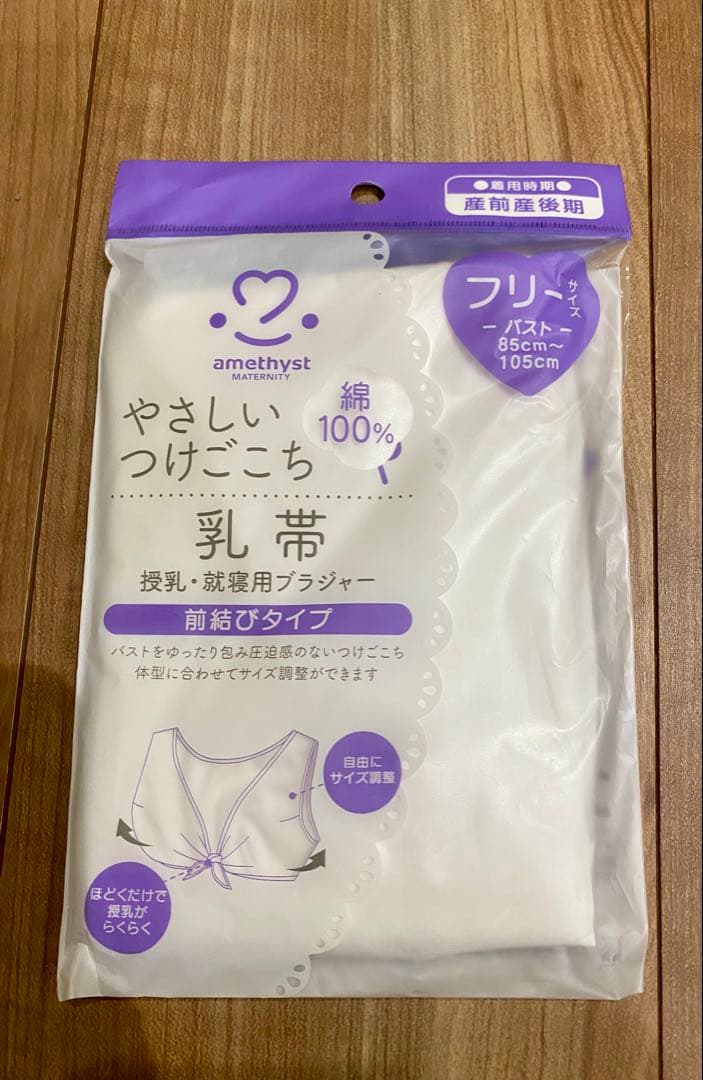 ●着用時期●
産前産後期
フリーサイズ
－バスト－
85cm〜
105cm
amethyst
MATERNITY
綿
100%
やさしい
つけごこち
乳帯
授乳・就寝用ブラジャー
前結びタイプ
バストをゆったり包み圧迫感のないつけごこち
体型に合わせてサイズ調整ができます
自由に
サイズ調整
ほどくだけで
授乳が
らくらく